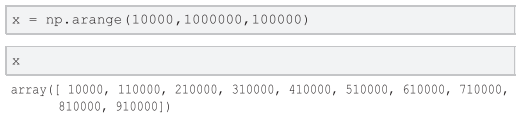 x = np.arange(10000,1000000,100000)
x
array([ 10000, 110000, 210000, 310000, 410000, 510000, 610000, 710000,
810000, 910000])